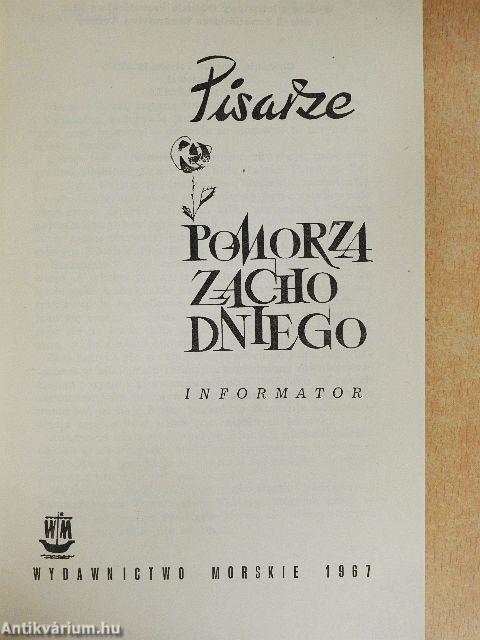 Pisarze
POMORZA
ZACHO
DNIEGO
INFORMATOR
WM
WYDAWNICTWO MORSKIE 1967
Antikvárium.hu